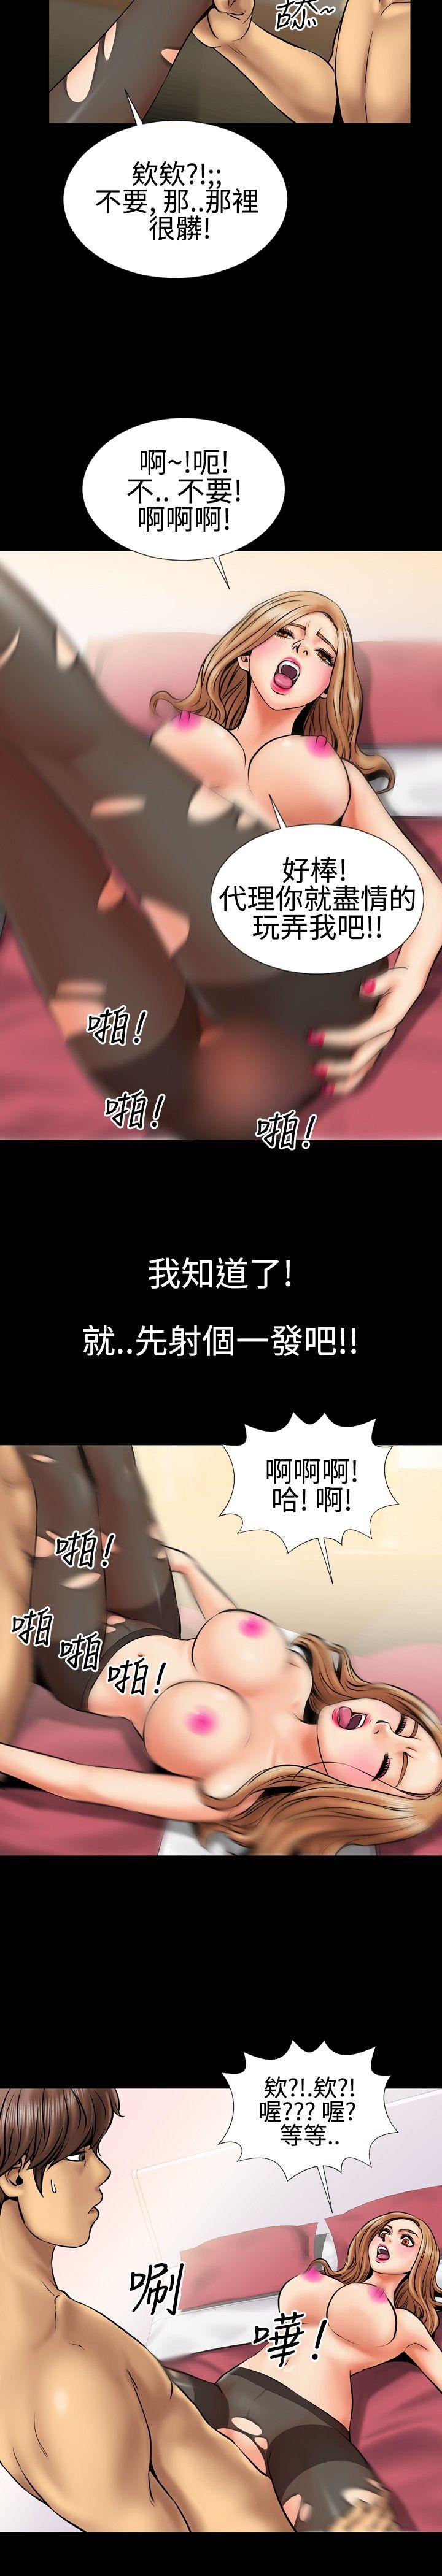 舔~
欸欸?!;;
不要, 那..那裡
很髒!
啊~!呃!
不.. 不要!
啊啊啊!
好棒!
代理你就盡情的
玩弄我吧!!
啪!
啪!
啪!
我知道了!
就..先射個一發吧!!
啊啊啊!
哈! 啊!
啪!
啪
啪
啪!
欸?!.欸?!
喔??? 喔?
等等..
唰
嘩!